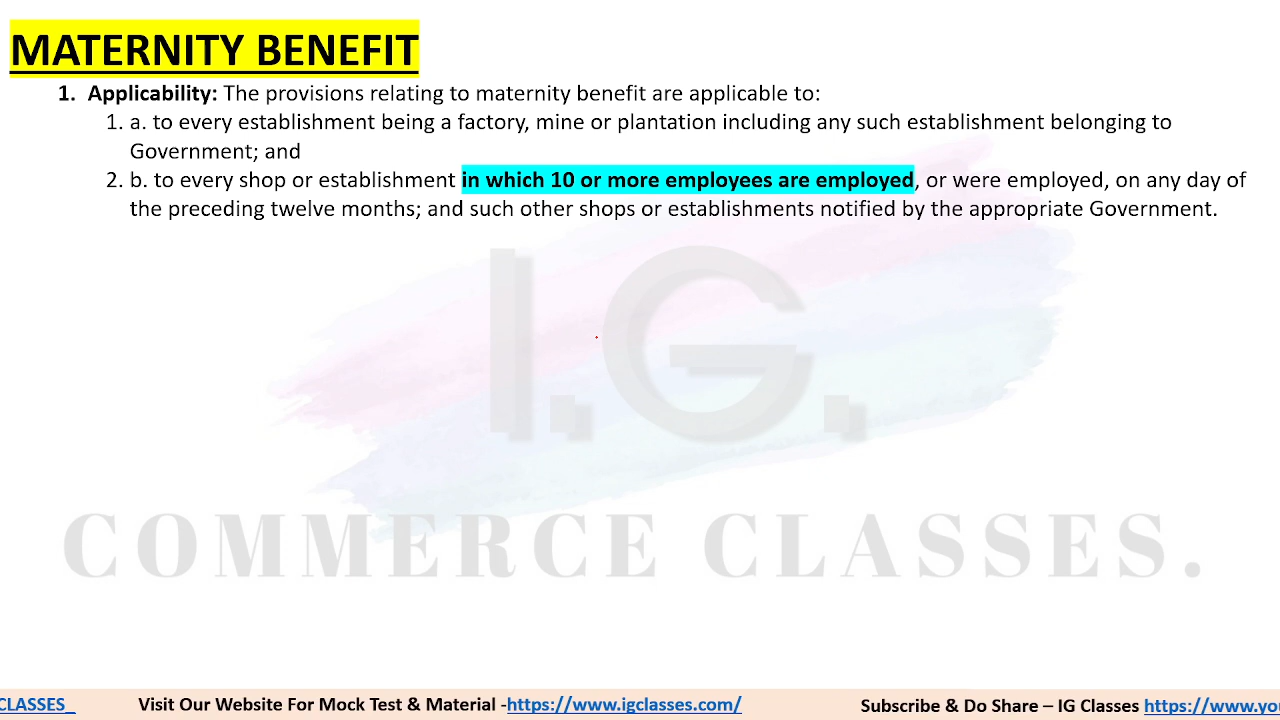 MATERNITY BENEFIT
1. Applicability: The provisions relating to maternity benefit are applicable to:
1. a. to every establishment being a factory, mine or plantation including any such establishment belonging to
Government; and
2. b. to every shop or establishment in which 10 or more employees are employed, or were employed, on any day of
the preceding twelve months; and such other shops or establishments notified by the appropriate Government.
I.G.
COMMERCE CLASSES.
CLASSES_ Visit Our Website For Mock Test & Material -https://www.igclasses.com/ Subscribe & Do Share – IG Classes https://www.you